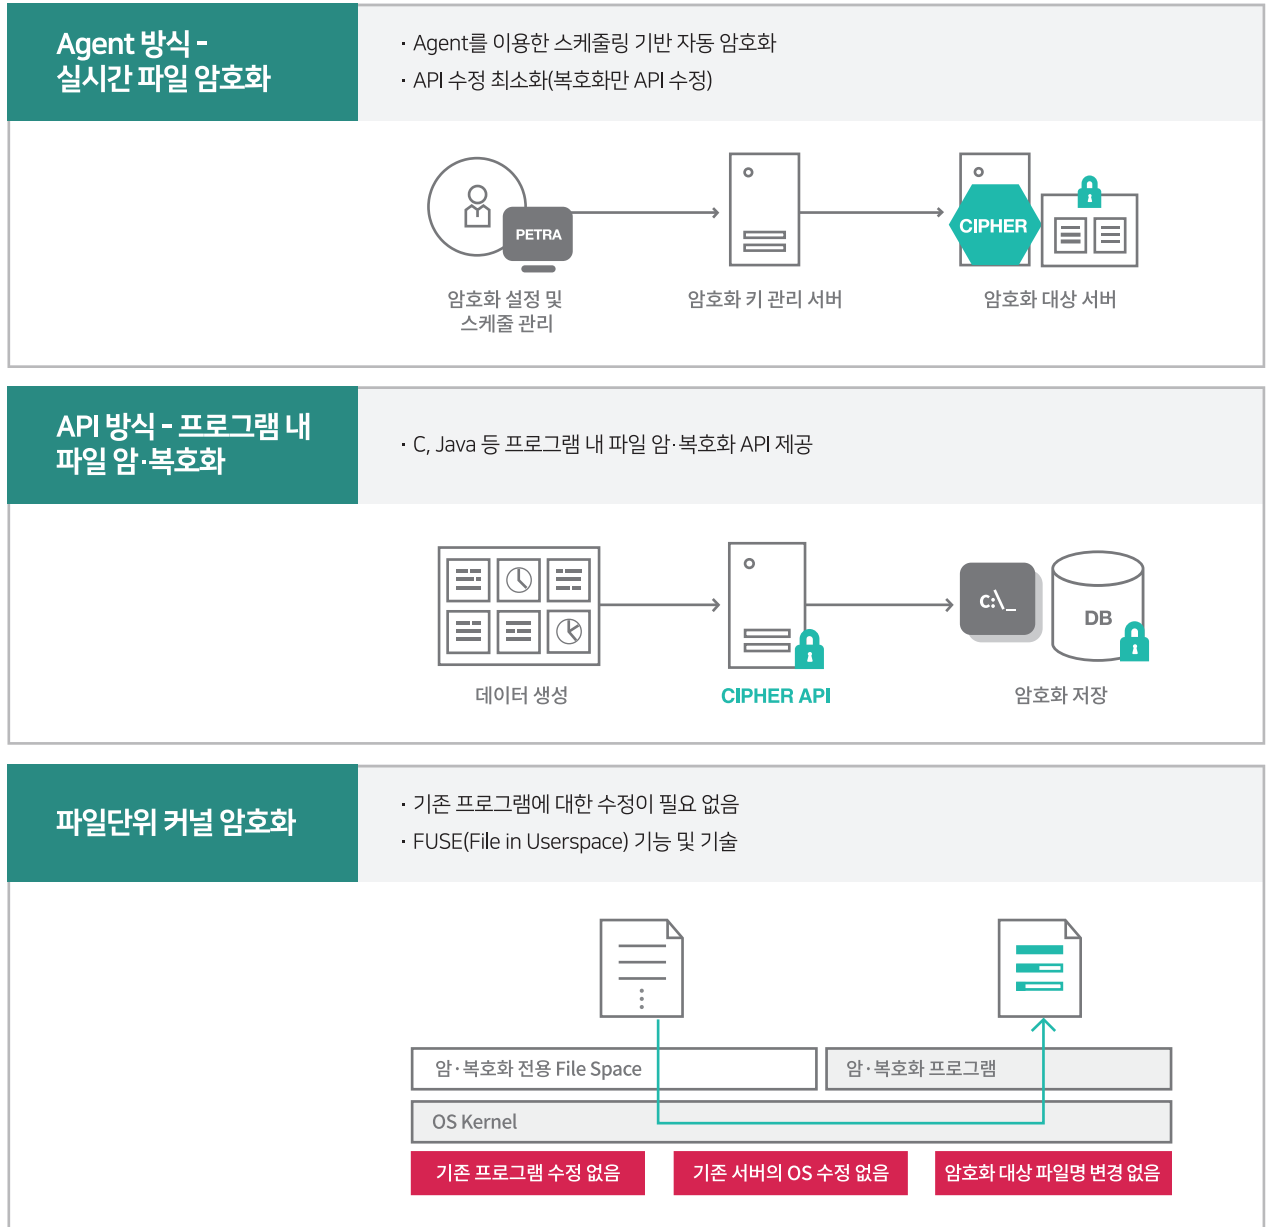 Agent 방식 -
실시간 파일 암호화
· Agent를 이용한 스케줄링 기반 자동 암호화
· API 수정 최소화(복호화만 API 수정)
PETRA
CIPHER
암호화 설정 및
스케줄 관리
암호화 키 관리 서버
암호화 대상 서버
API 방식 - 프로그램 내
파일 암·복호화
· C, Java 등 프로그램 내 파일 암·복호화 API 제공
c:\_
DB
데이터 생성
CIPHER API
암호화 저장
파일단위 커널 암호화
· 기존 프로그램에 대한 수정이 필요 없음
· FUSE(File in Userspace) 기능 및 기술
암·복호화 전용 File Space
암·복호화 프로그램
OS Kernel
기존 프로그램 수정 없음
기존 서버의 OS 수정 없음
암호화 대상 파일명 변경 없음